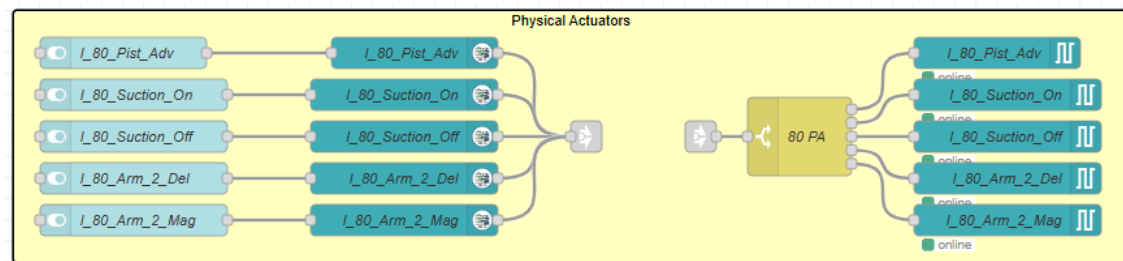 Physical Actuators
I_80_Pist_Adv
I_80_Pist_Adv
I_80_Pist_Adv
online
I_80_Suction_On
I_80_Suction_On
I_80_Suction_On
online
I_80_Suction_Off
I_80_Suction_Off
80 PA
I_80_Suction_Off
online
I_80_Arm_2_Del
I_80_Arm_2_Del
I_80_Arm_2_Del
online
I_80_Arm_2_Mag
I_80_Arm_2_Mag
I_80_Arm_2_Mag
online